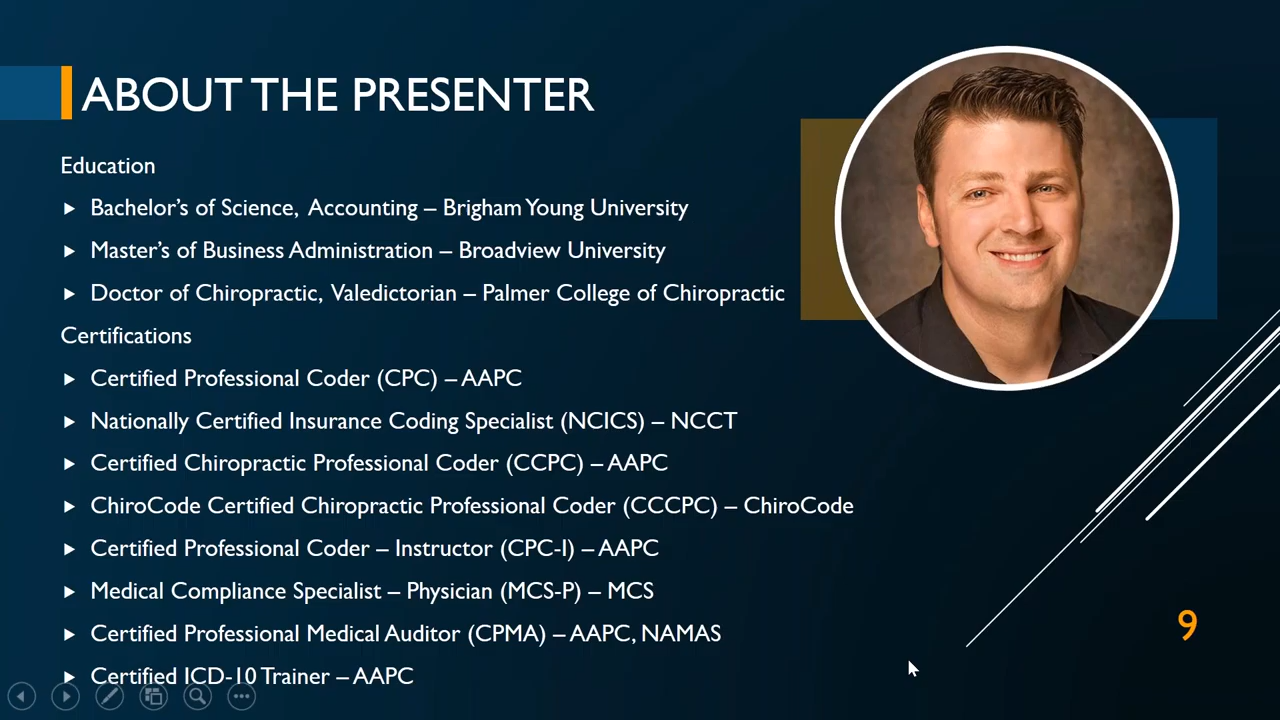 ABOUT THE PRESENTER
Education
Bachelor's of Science, Accounting – Brigham Young University
Master's of Business Administration – Broadview University
Doctor of Chiropractic, Valedictorian – Palmer College of Chiropractic
Certifications
Certified Professional Coder (CPC) – AAPC
Nationally Certified Insurance Coding Specialist (NCICS) – NCCT
Certified Chiropractic Professional Coder (CCPC) – AAPC
ChiroCode Certified Chiropractic Professional Coder (CCCPC) – ChiroCode
Certified Professional Coder – Instructor (CPC-I) – AAPC
Medical Compliance Specialist – Physician (MCS-P) – MCS
Certified Professional Medical Auditor (CPMA) – AAPC, NAMAS
Certified ICD-10 Trainer – AAPC
9